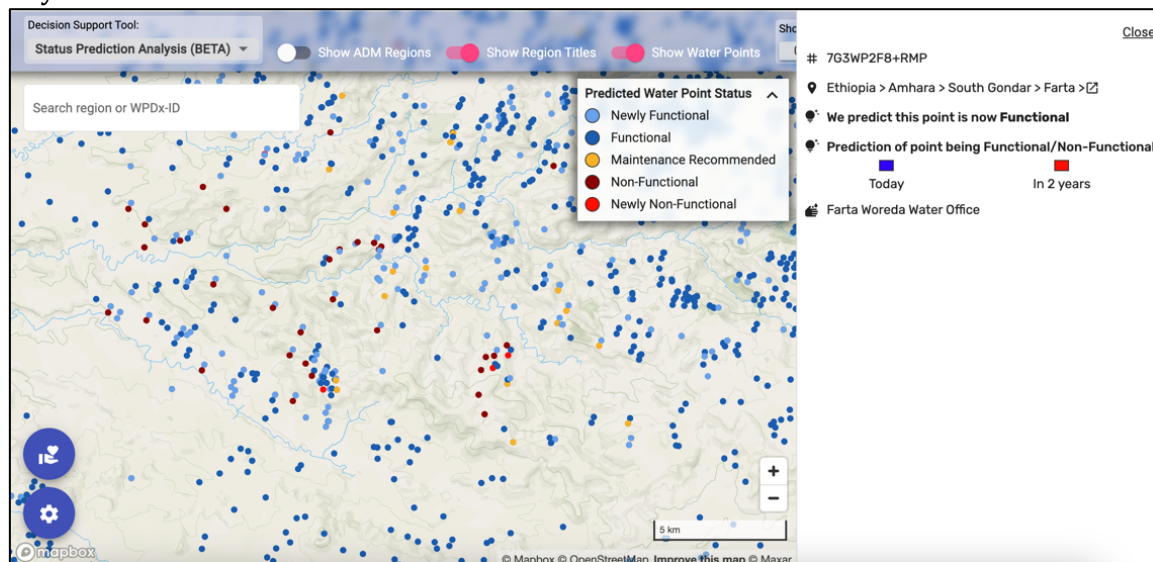 Decision Support Tool:
Status Prediction Analysis (BETA)
Show ADM Regions
Show Region Titles
Show Water Points
Search region or WPDx-ID
Predicted Water Point Status
Newly Functional
Functional
Maintenance Recommended
Non-Functional
Newly Non-Functional
5 km
mapbox
© Mapbox © OpenStreetMap Improve this map © Maxar
Close
# 7G3WP2F8+RMP
Ethiopia > Amhara > South Gondar > Farta >
We predict this point is now Functional
Prediction of point being Functional/Non-Functional
Today
In 2 years
Farta Woreda Water Office